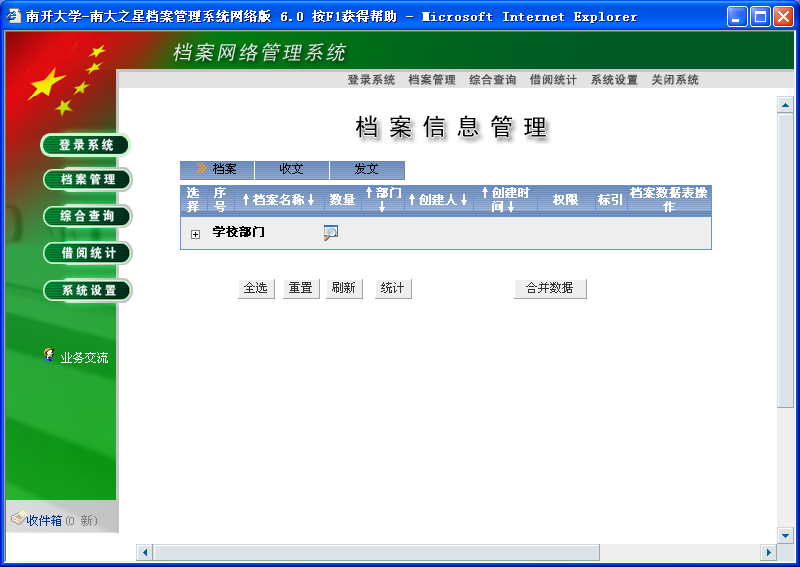 南开大学-南大之星档案管理系统网络版 6.0 按F1获得帮助 - Microsoft Internet Explorer
档案网络管理系统
登录系统 档案管理 综合查询 借阅统计 系统设置 关闭系统
档案信息管理
登录系统
档案管理
综合查询
借阅统计
系统设置
业务交流
收件箱(0 新)
档案 收文 发文
选择 序号 ↑档案名称↓ 数量 ↑部门↓ ↑创建人↓ ↑创建时间↓ 权限 标引 档案数据表操作
学校部门
全选 重置 刷新 统计 合并数据